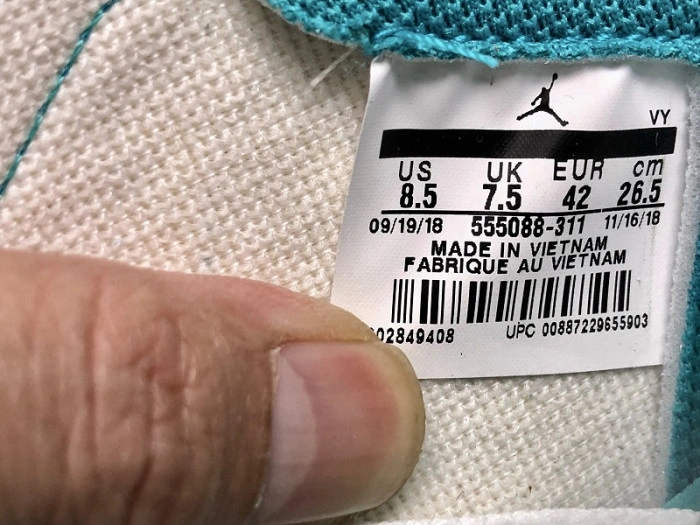 VY
US UK EUR cm
8.5 7.5 42 26.5
09/19/18 555088-311 11/16/18
MADE IN VIETNAM
FABRIQUE AU VIETNAM
02849408 UPC 00887229655903